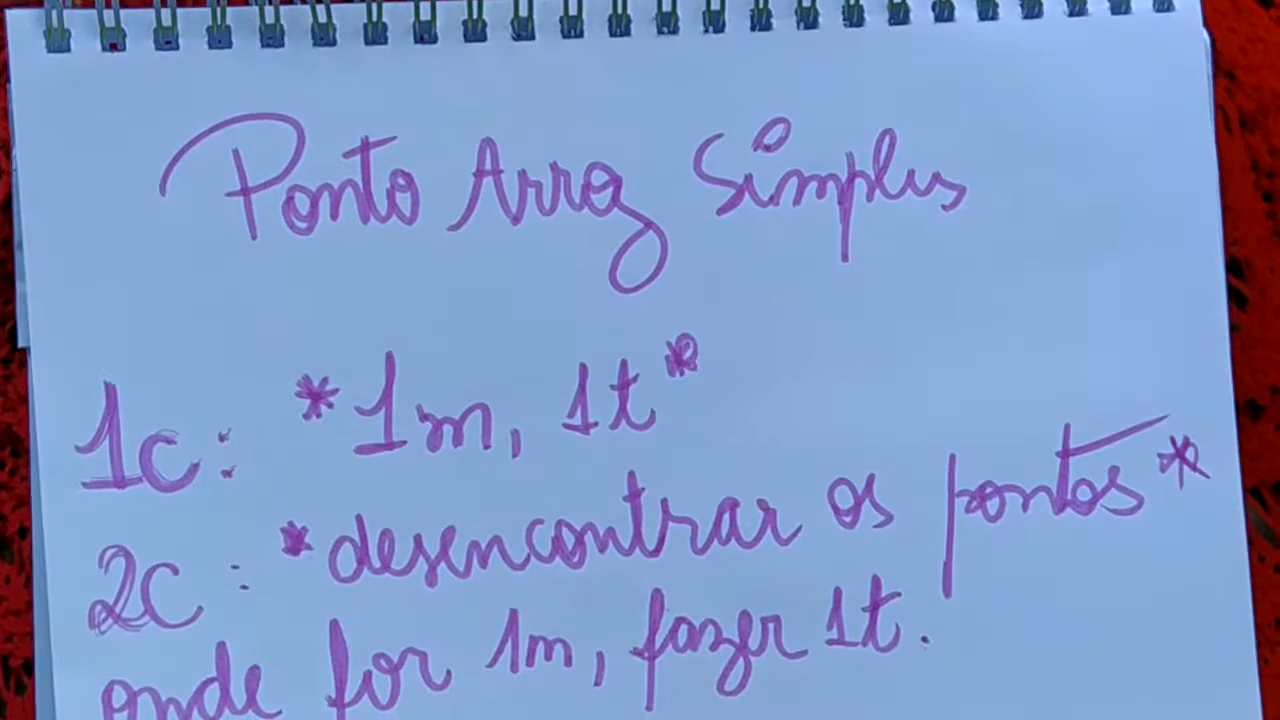 Ponto Arroz Simples
1c: *1m, 1t*
2c: *desencontrar os pontos*
onde for 1m, fazer 1t.